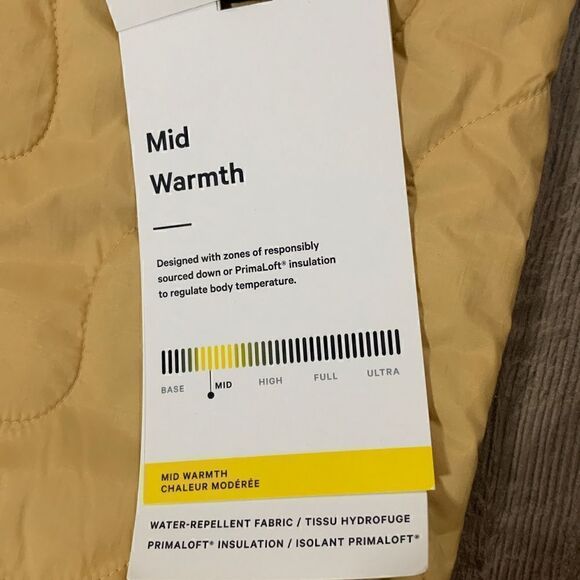 Mid
Warmth
Designed with zones of responsibly
sourced down or PrimaLoft® insulation
to regulate body temperature.
BASE MID HIGH FULL ULTRA
MID WARMTH
CHALEUR MODÉRÉE
WATER-REPELLENT FABRIC / TISSU HYDROFUGE
PRIMALOFT® INSULATION / ISOLANT PRIMALOFT®